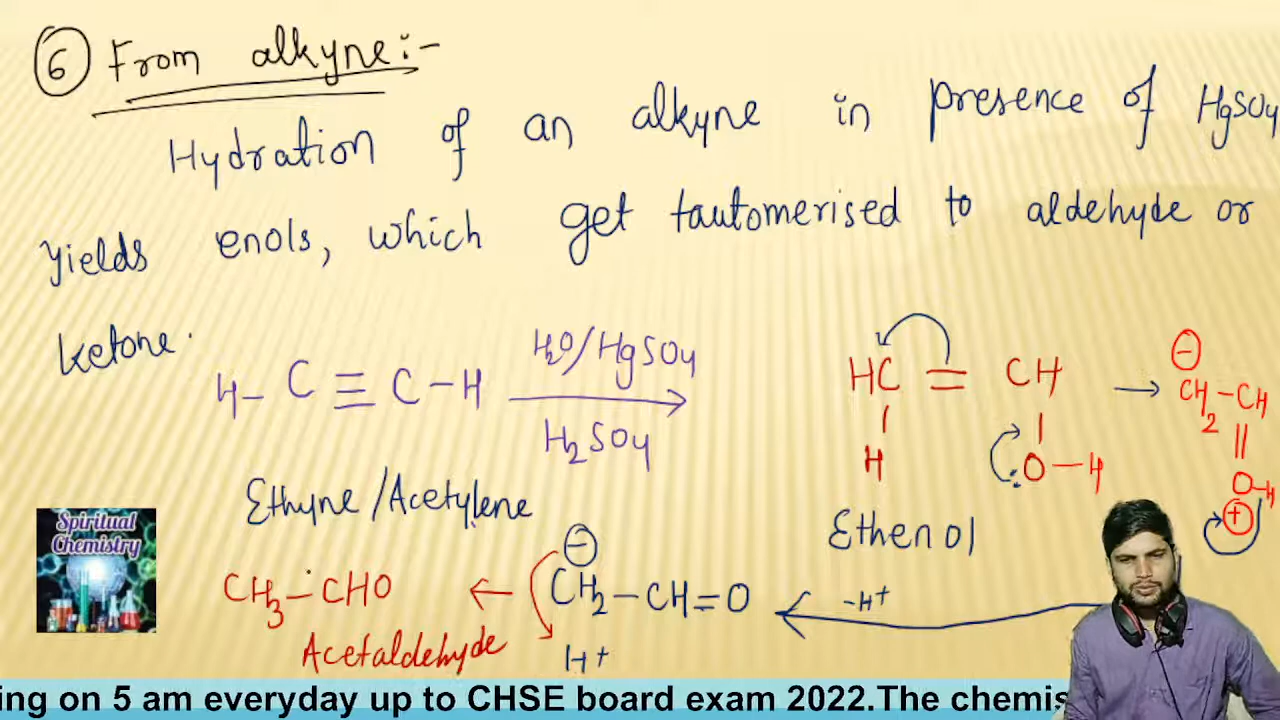 6 From alkyne:-
Hydration of an alkyne in presence of HgSO4
yields enols, which get tautomerised to aldehyde or
ketone.
H-C≡C-H H2O/HgSO4 HC=CH → ⊖
H2SO4 H O-H CH2-CH
|| O-H
⊕
Ethyne/Acetylene Ethenol
Spiritual
Chemistry
CH3-CHO ← ⊖ CH2-CH=O -H+
Acetaldehyde H+
ing on 5 am everyday up to CHSE board exam 2022.The chemis